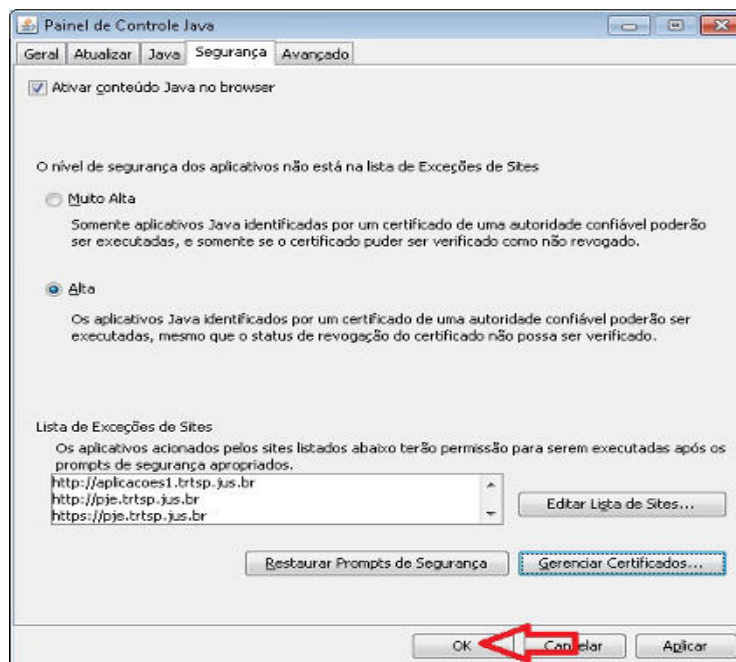 Painel de Controle Java
Geral Atualizar Java Segurança Avançado
Ativar conteúdo Java no browser
O nível de segurança dos aplicativos não está na lista de Exceções de Sites
Muito Alta
Somente aplicativos Java identificadas por um certificado de uma autoridade confiável poderão
ser executadas, e somente se o certificado puder ser verificado como não revogado.
Alta
Os aplicativos Java identificados por um certificado de uma autoridade confiável poderão ser
executadas, mesmo que o status de revogação do certificado não possa ser verificado.
Lista de Exceções de Sites
Os aplicativos acionados pelos sites listados abaixo terão permissão para serem executadas após os
prompts de segurança apropriados.
http://aplicacoes1.trtsp.jus.br
http://pje.trtsp.jus.br
https://pje.trtsp.jus.br
Editar Lista de Sites...
Restaurar Prompts de Segurança Gerenciar Certificados...
OK Cancelar Aplicar